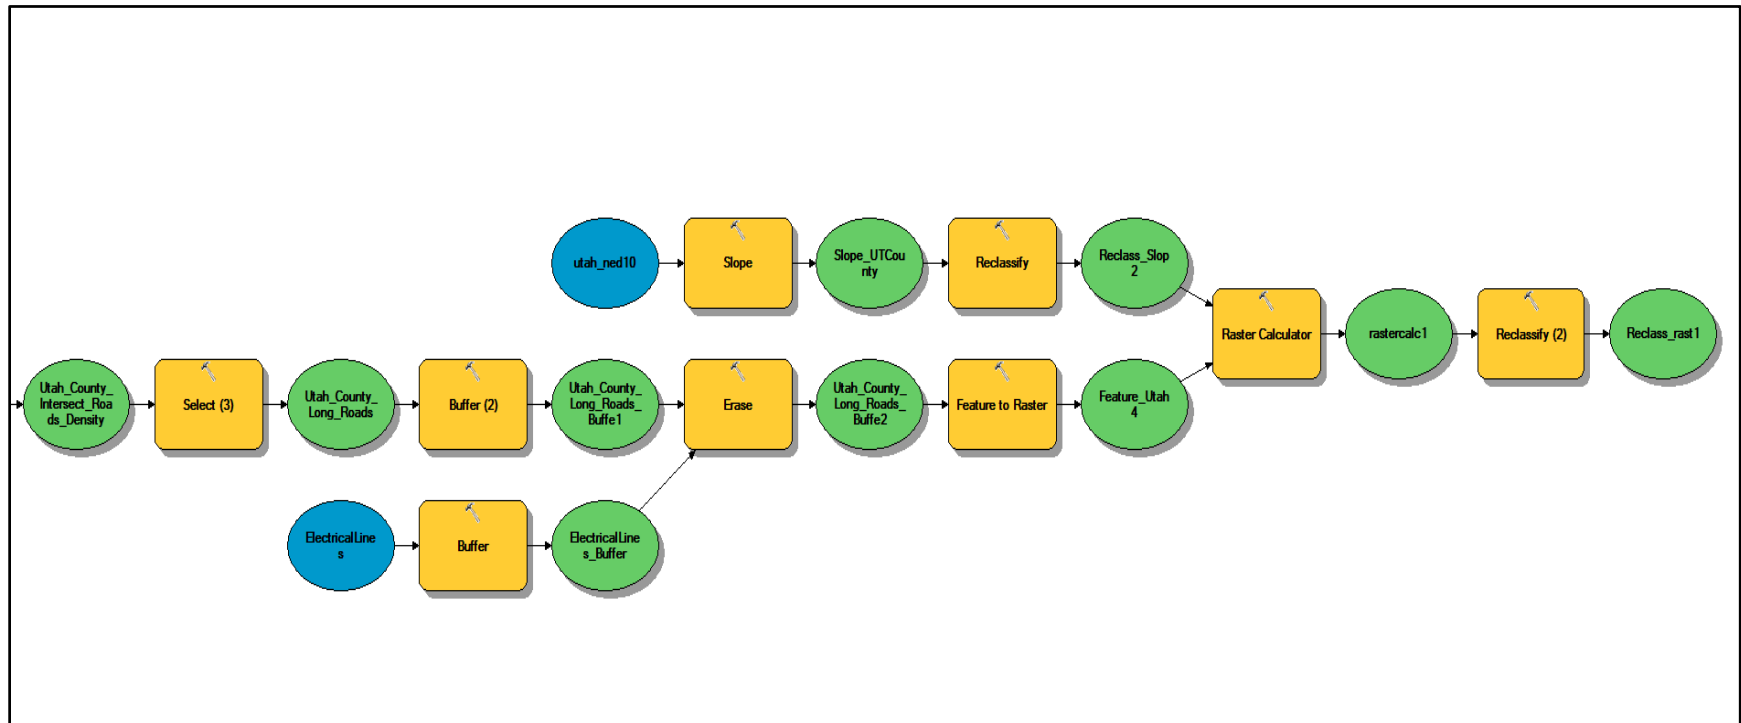 utah_ned10
Slope
Slope_UTCou
nty
Reclassify
Reclass_Slop
2
Raster Calculator
rastercalc1
Reclassify (2)
Reclass_rast1
Utah_County_
Intersect_Roa
ds_Density
Select (3)
Utah_County_
Long_Roads
Buffer (2)
Utah_County_
Long_Roads_
Buffe1
Erase
Utah_County_
Long_Roads_
Buffe2
Feature to Raster
Feature_Utah
4
ElectricalLine
s
Buffer
ElectricalLine
s_Buffer